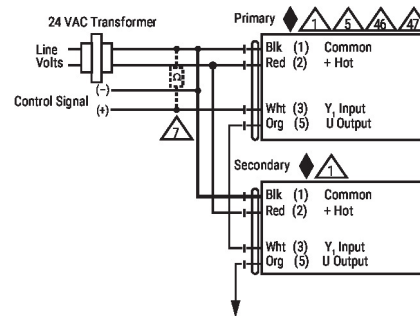 24 VAC Transformer
Primary 1 5 46 47
Line
Volts
Blk (1) Common
Red (2) + Hot
Ω
(–)
Control Signal
(+)
Wht (3) Y1 Input
Org (5) U Output
7
Secondary 1
Blk (1) Common
Red (2) + Hot
Wht (3) Y1 Input
Org (5) U Output